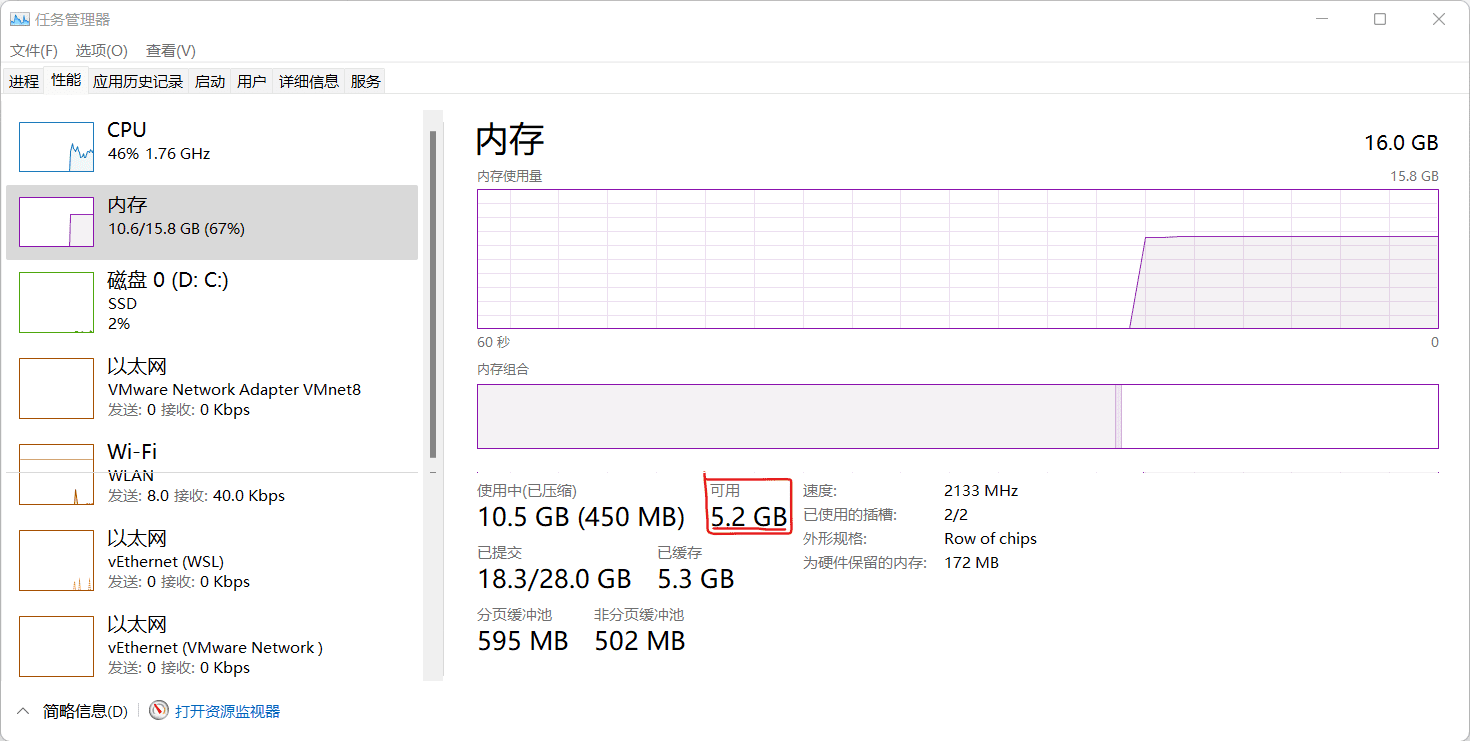 任务管理器
文件(F) 选项(O) 查看(V)
进程 性能 应用历史记录 启动 用户 详细信息 服务
CPU
46% 1.76 GHz
内存
10.6/15.8 GB (67%)
磁盘 0 (D: C:)
SSD
2%
以太网
VMware Network Adapter VMnet8
发送: 0 接收: 0 Kbps
Wi-Fi
WLAN
发送: 8.0 接收: 40.0 Kbps
以太网
vEthernet (WSL)
发送: 0 接收: 0 Kbps
以太网
vEthernet (VMware Network )
发送: 0 接收: 0 Kbps
内存 16.0 GB
内存使用量 15.8 GB
60 秒 0
内存组合
使用中(已压缩) 可用
10.5 GB (450 MB) 5.2 GB
已提交 已缓存
18.3/28.0 GB 5.3 GB
分页缓冲池 非分页缓冲池
595 MB 502 MB
速度: 2133 MHz
已使用的插槽: 2/2
外形规格: Row of chips
为硬件保留的内存: 172 MB
简略信息(D) 打开资源监视器